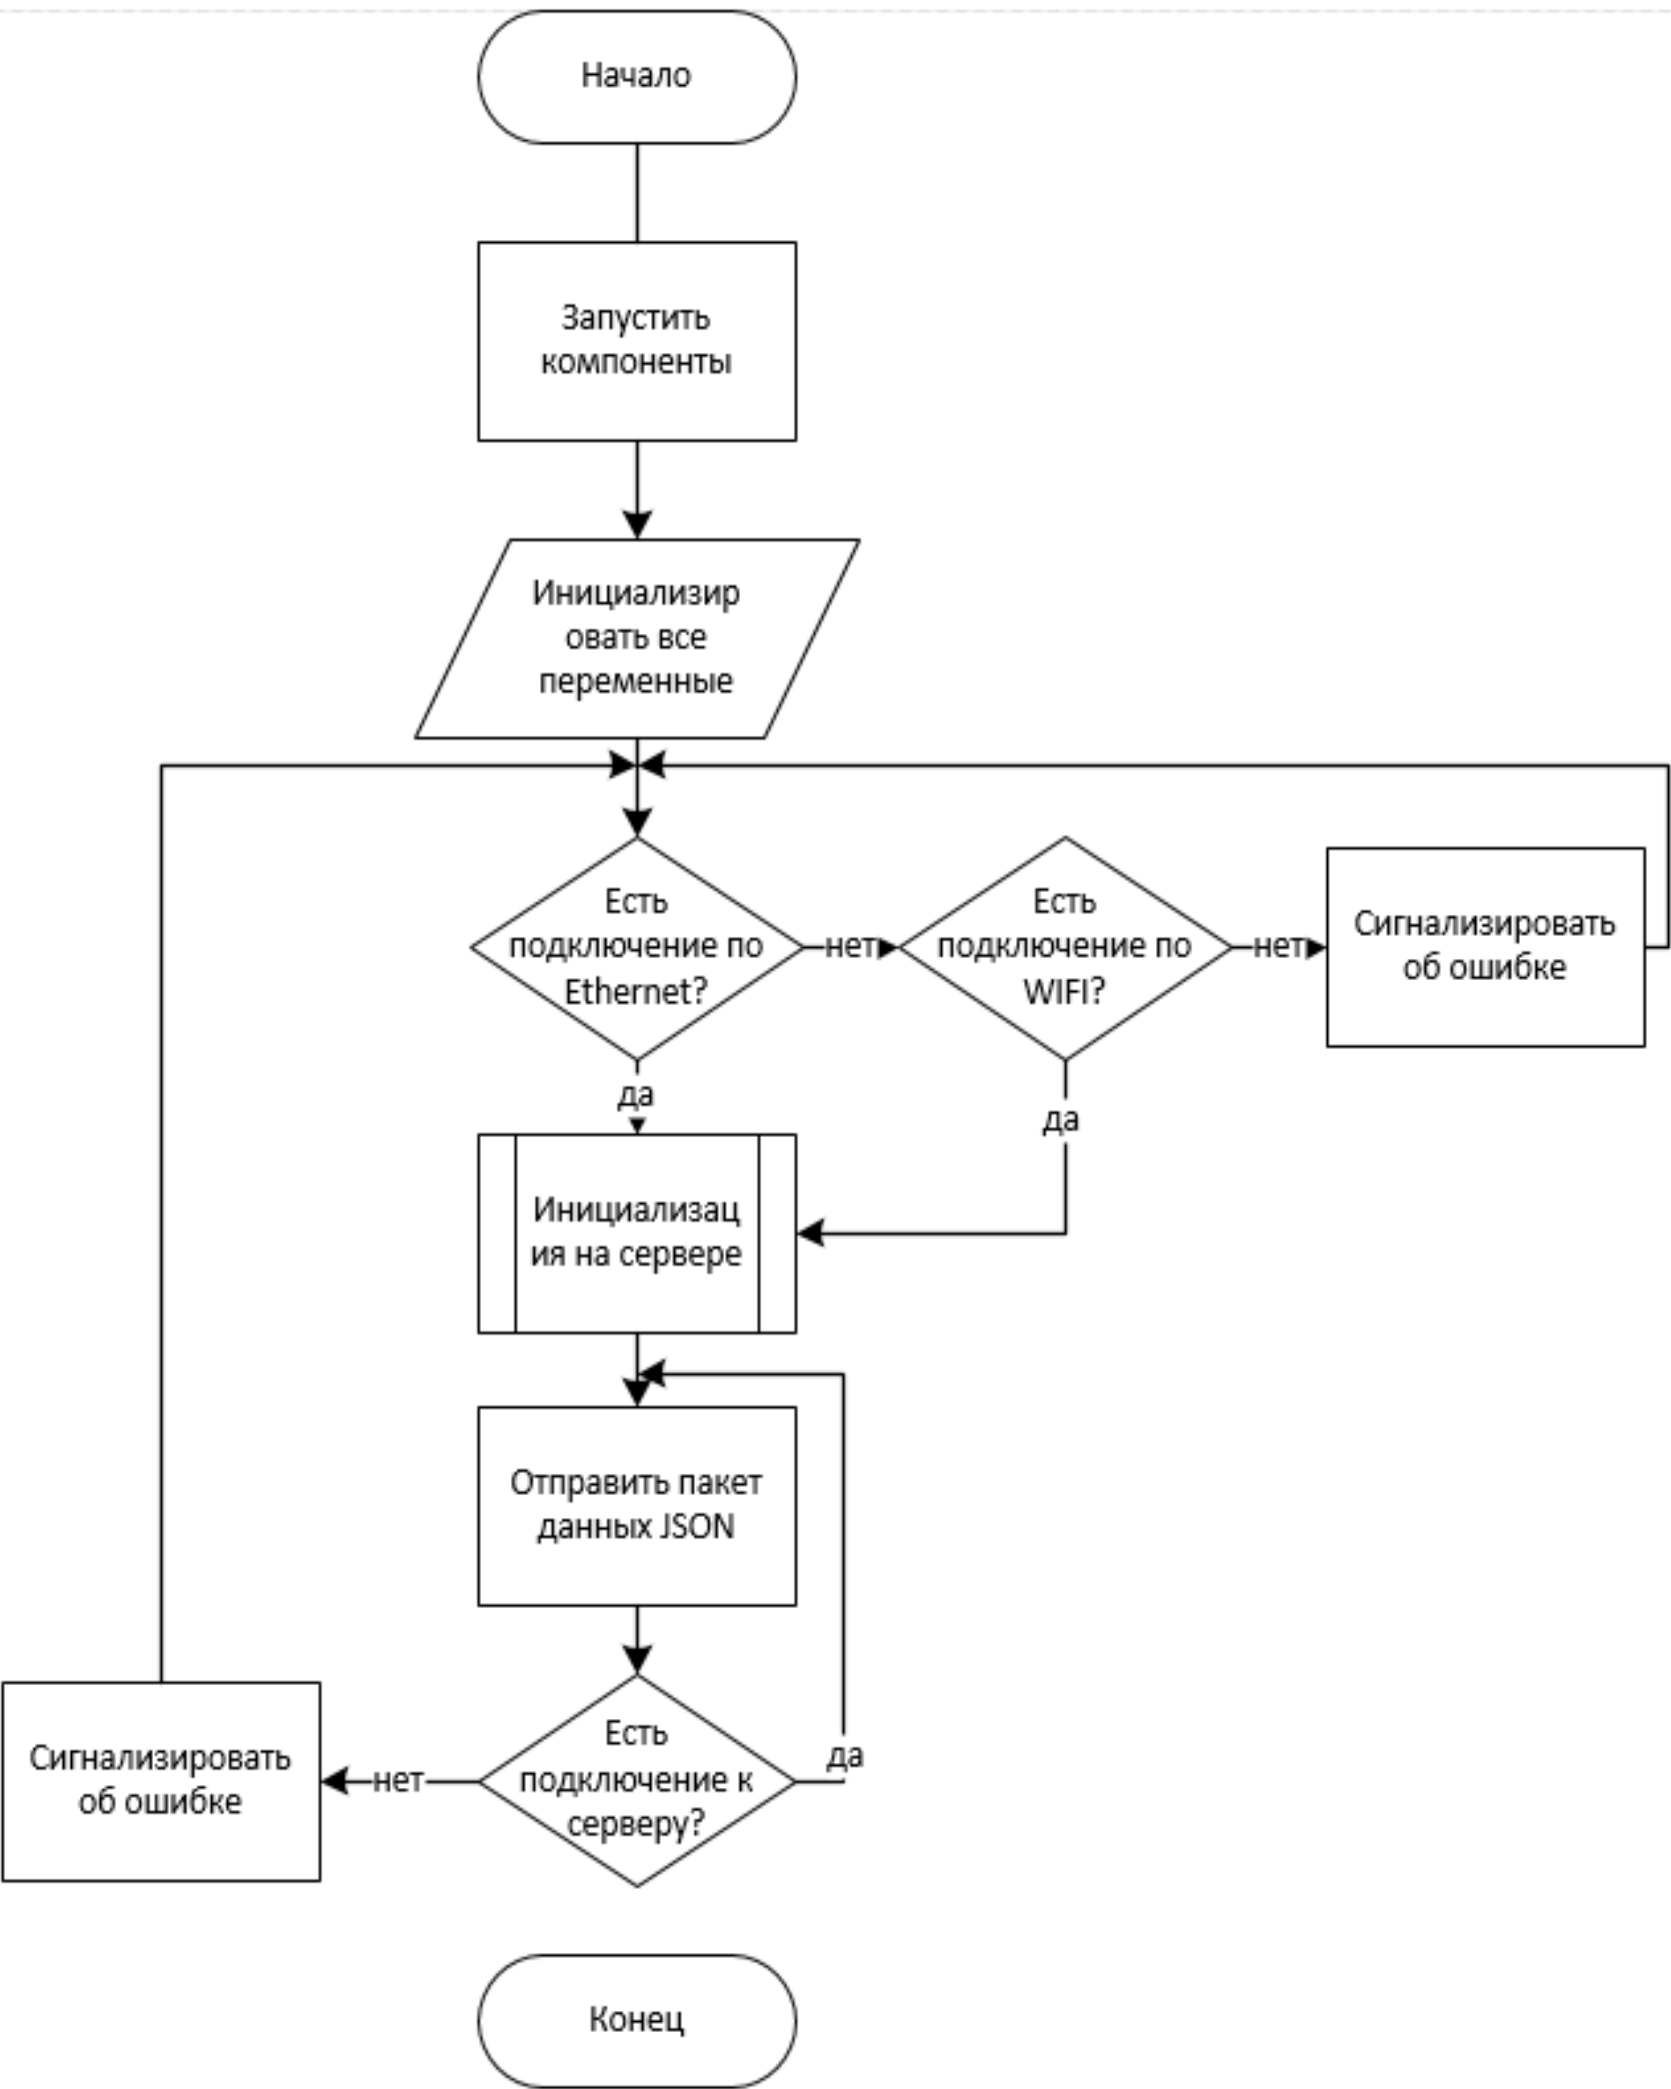 Начало
Запустить
компоненты
Инициализир
овать все
переменные
Есть
подключение по
Ethernet?
нет
Есть
подключение по
WIFI?
нет
Сигнализировать
об ошибке
да
да
Инициализац
ия на сервере
Отправить пакет
данных JSON
Есть
подключение к
серверу?
да
нет
Сигнализировать
об ошибке
Конец